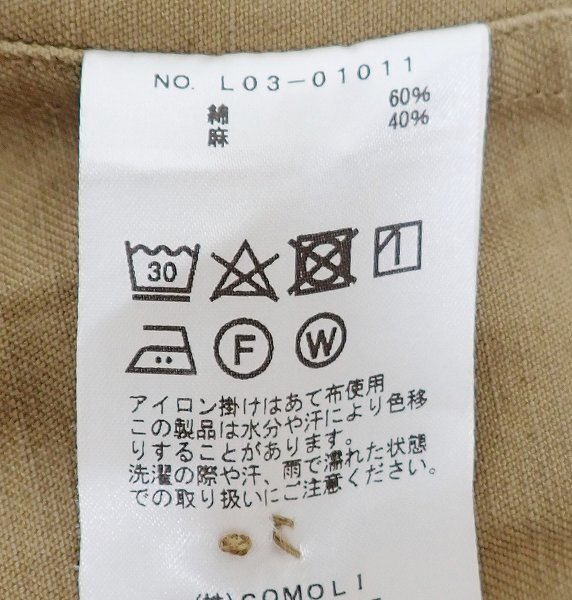 NO. L03-01011
綿 60%
麻 40%
30
F W
アイロン掛けはあて布使用
この製品は水分や汗により色移
りすることがあります。
洗濯の際や汗、雨で濡れた状態
での取り扱いにご注意ください。
(株)COMOLI